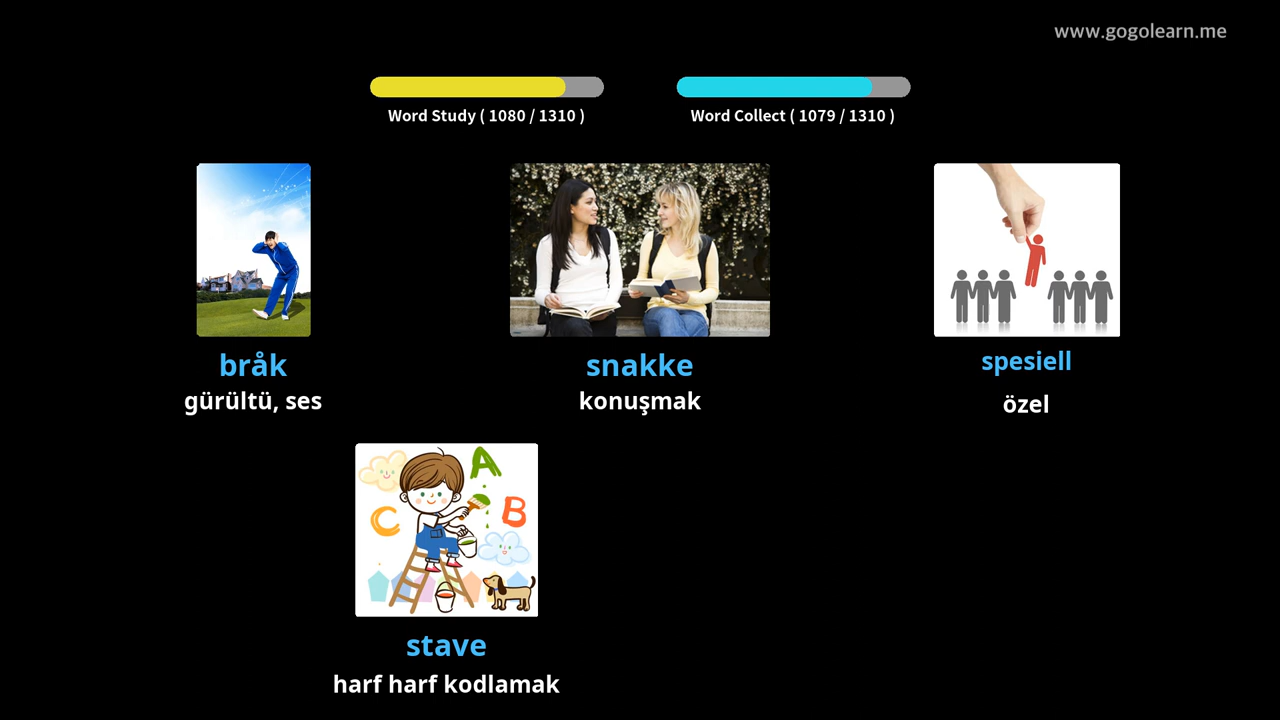 www.gogolearn.me
Word Study ( 1080 / 1310 )
Word Collect ( 1079 / 1310 )
bråk
gürültü, ses
snakke
konuşmak
spesiell
özel
A
B
C
stave
harf harf kodlamak